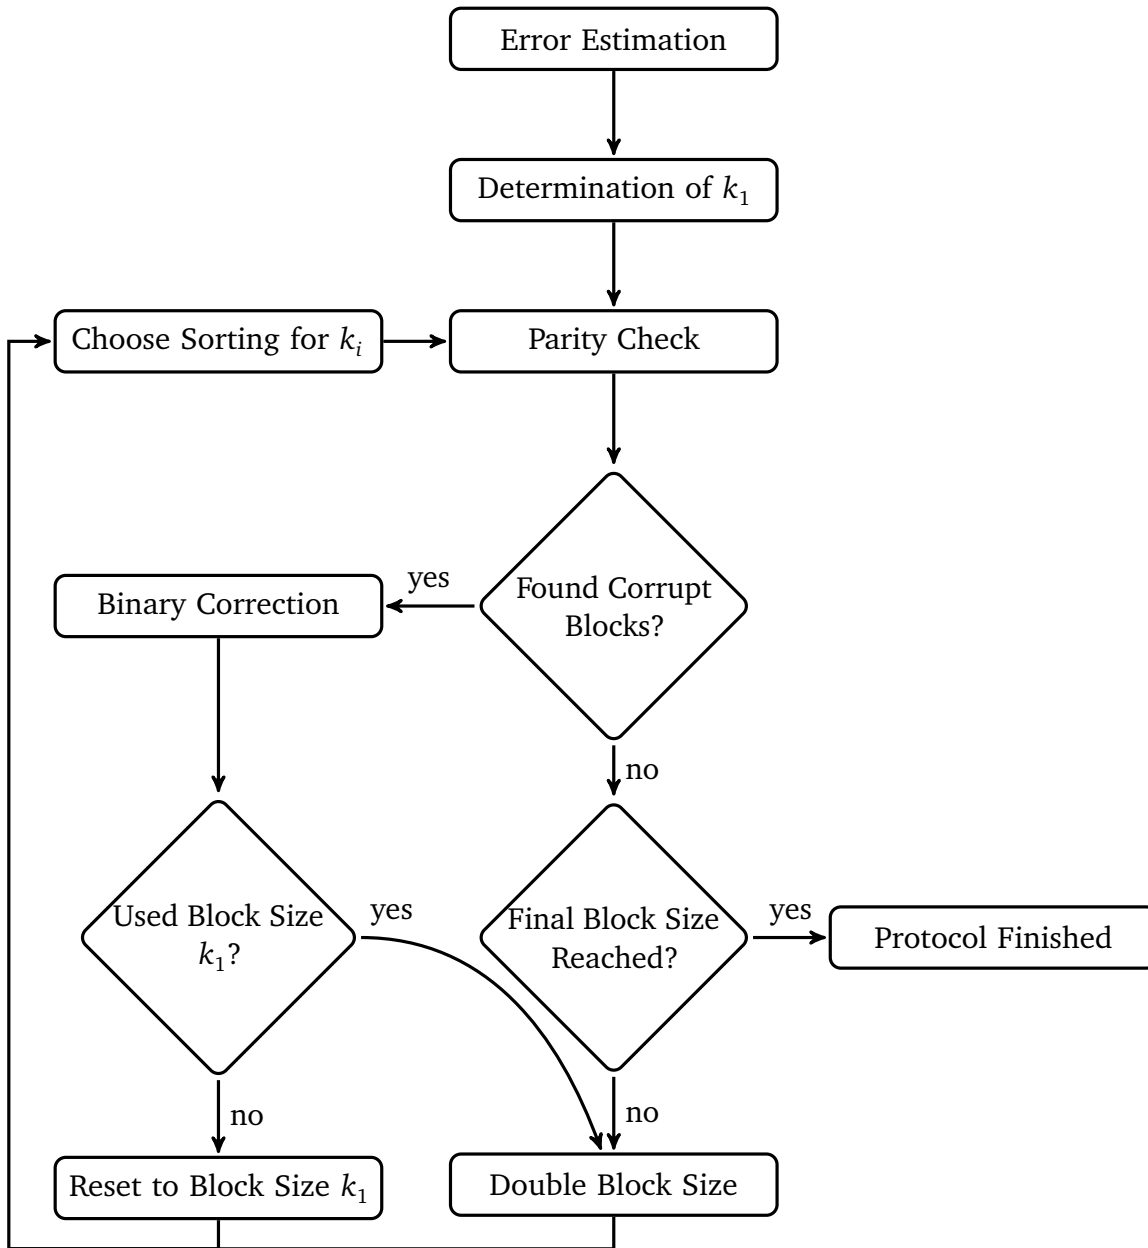 Error Estimation
Determination of k₁
Choose Sorting for kᵢ
Parity Check
yes
Found Corrupt
Blocks?
Binary Correction
no
Used Block Size
k₁?
yes
Final Block Size
Reached?
yes
Protocol Finished
no
no
Reset to Block Size k₁
Double Block Size